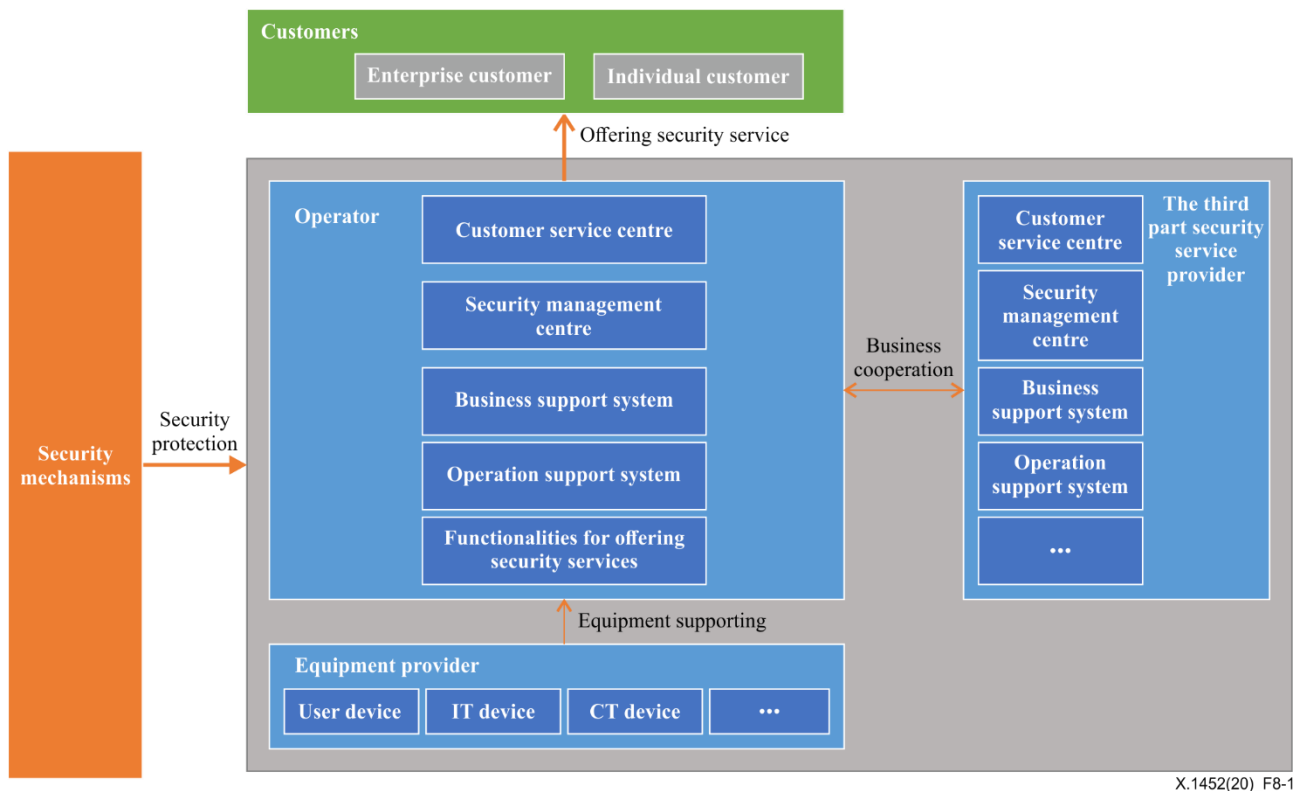 Customers
Enterprise customer
Individual customer
Offering security service
Operator
Customer service centre
Security management
centre
Business support system
Operation support system
Functionalities for offering
security services
The third
part security
service
provider
Customer
service centre
Security
management
centre
Business
support system
Operation
support system
...
Business
cooperation
Security
mechanisms
Security
protection
Equipment supporting
Equipment provider
User device
IT device
CT device
...
X.1452(20)_F8-1